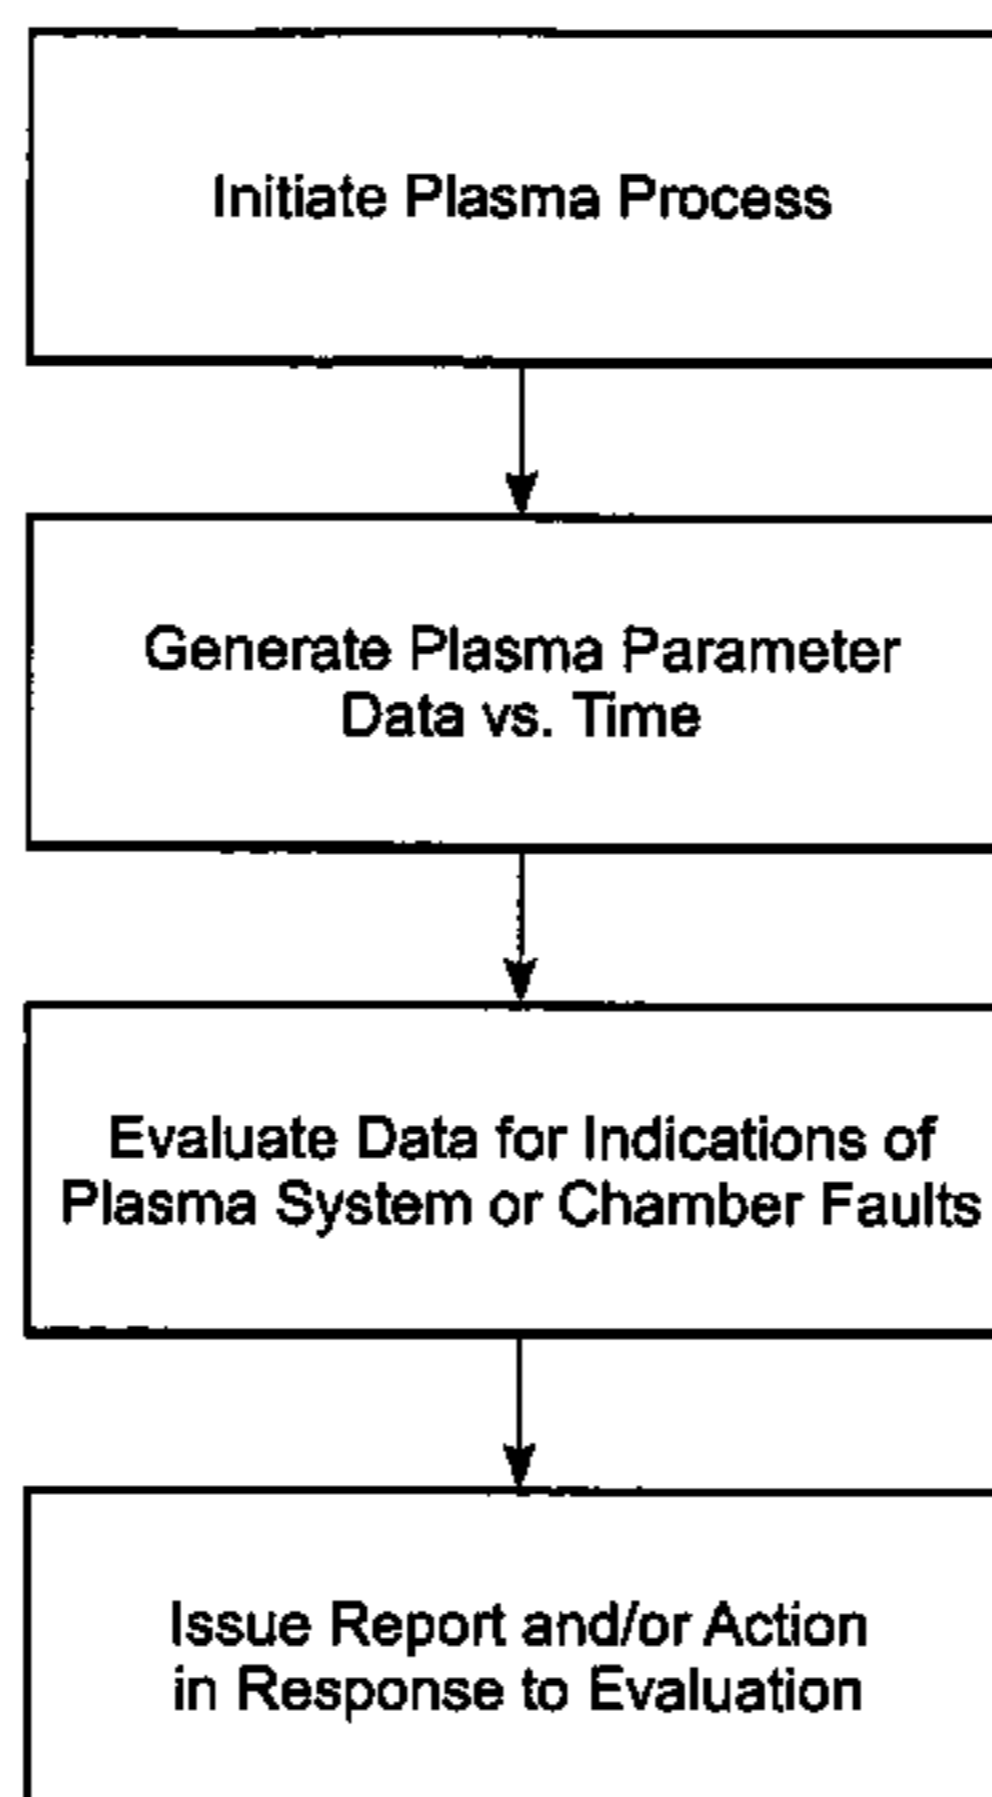 Initiate Plasma Process
Generate Plasma Parameter
Data vs. Time
Evaluate Data for Indications of
Plasma System or Chamber Faults
Issue Report and/or Action
in Response to Evaluation